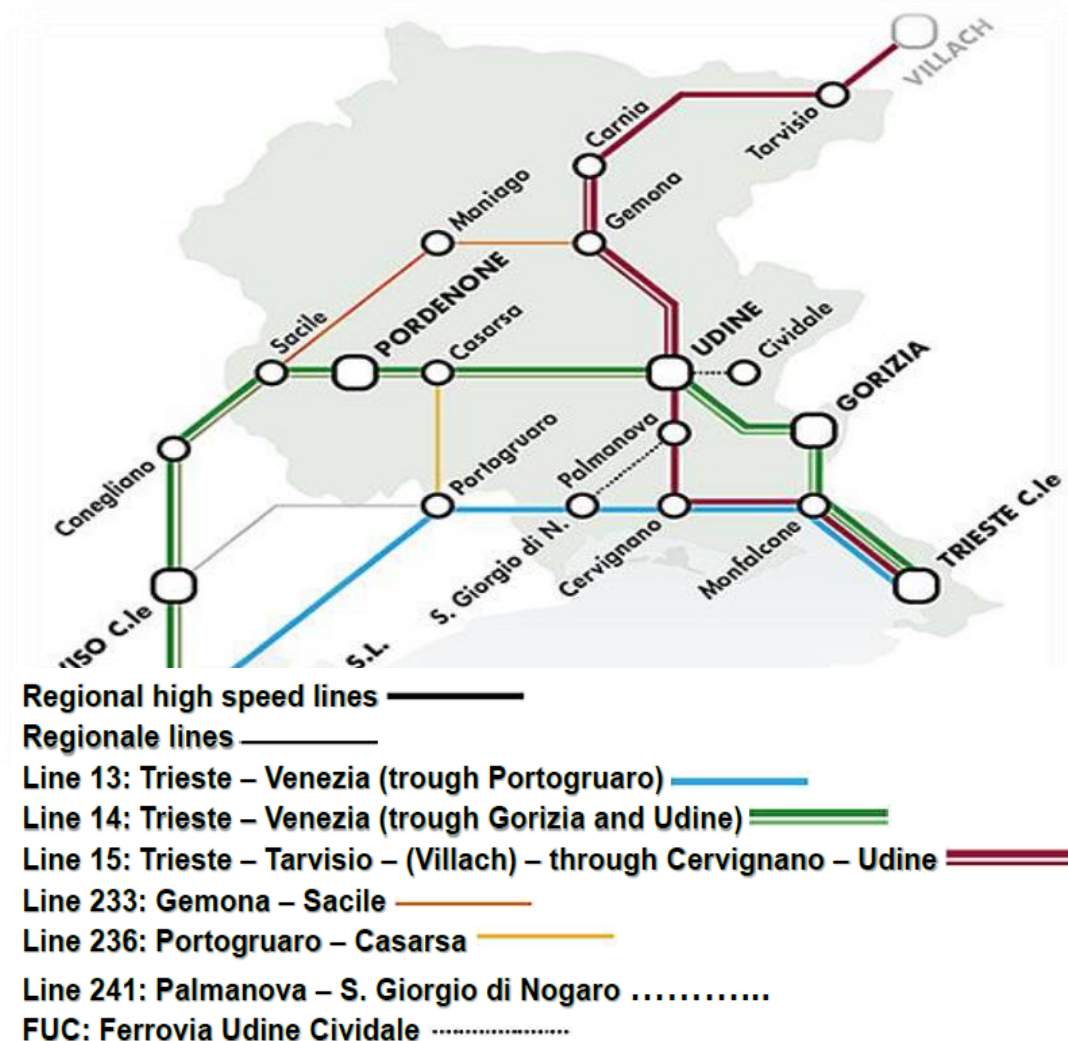 VILLACH
Tarvisio
Carnia
Gemona
Maniago
PORDENONE
Sacile
Casarsa
UDINE
Cividale
GORIZIA
Conegliano
Portogruaro
Palmanova
S. Giorgio di N.
Cervignano
Monfalcone
TRIESTE C.le
ISO C.le
S.L.
Regional high speed lines
Regionale lines
Line 13: Trieste – Venezia (trough Portogruaro)
Line 14: Trieste – Venezia (trough Gorizia and Udine)
Line 15: Trieste – Tarvisio – (Villach) – through Cervignano – Udine
Line 233: Gemona – Sacile
Line 236: Portogruaro – Casarsa
Line 241: Palmanova – S. Giorgio di Nogaro
FUC: Ferrovia Udine Cividale